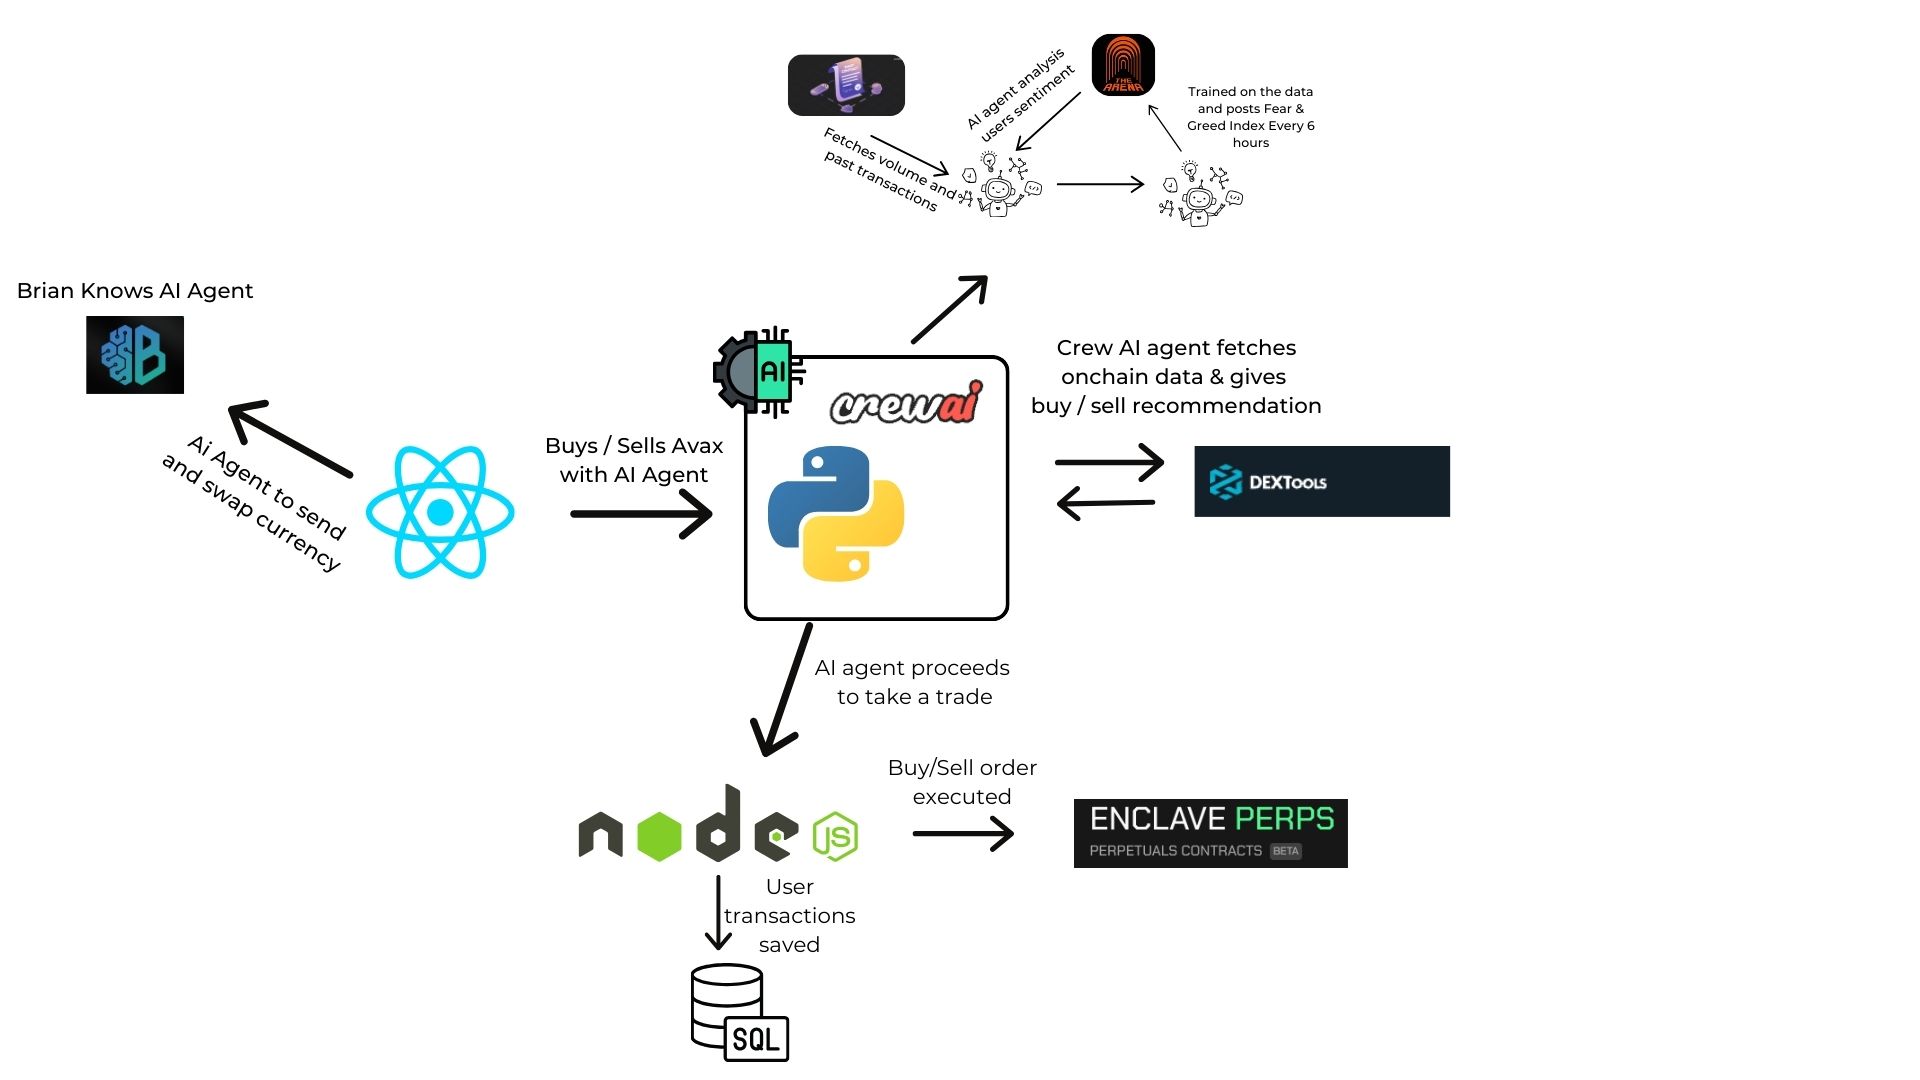 AI agent analysis
users sentiment
THE
ARENA
Trained on the data
and posts Fear &
Greed Index Every 6
hours
Fetches volume and
past transactions
Brian Knows AI Agent
B
Ai Agent to send
and swap currency
Buys / Sells Avax
with AI Agent
AI
crewai
Crew AI agent fetches
onchain data & gives
buy / sell recommendation
DEXTools
AI agent proceeds
to take a trade
node
JS
Buy/Sell order
executed
ENCLAVE PERPS
PERPETUALS CONTRACTS BETA
User
transactions
saved
SQL